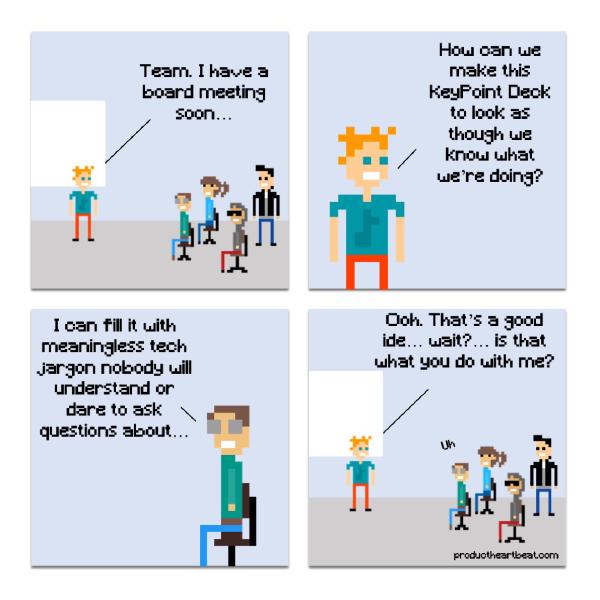 Team. I have a
board meeting
soon...
How can we
make this
KeyPoint Deck
to look as
though we
know what
we're doing?
I can fill it with
meaningless tech
jargon nobody will
understand or
dare to ask
questions about...
Ooh. That's a good
ide... wait?... is that
what you do with me?
Uh
productheartbeat.com